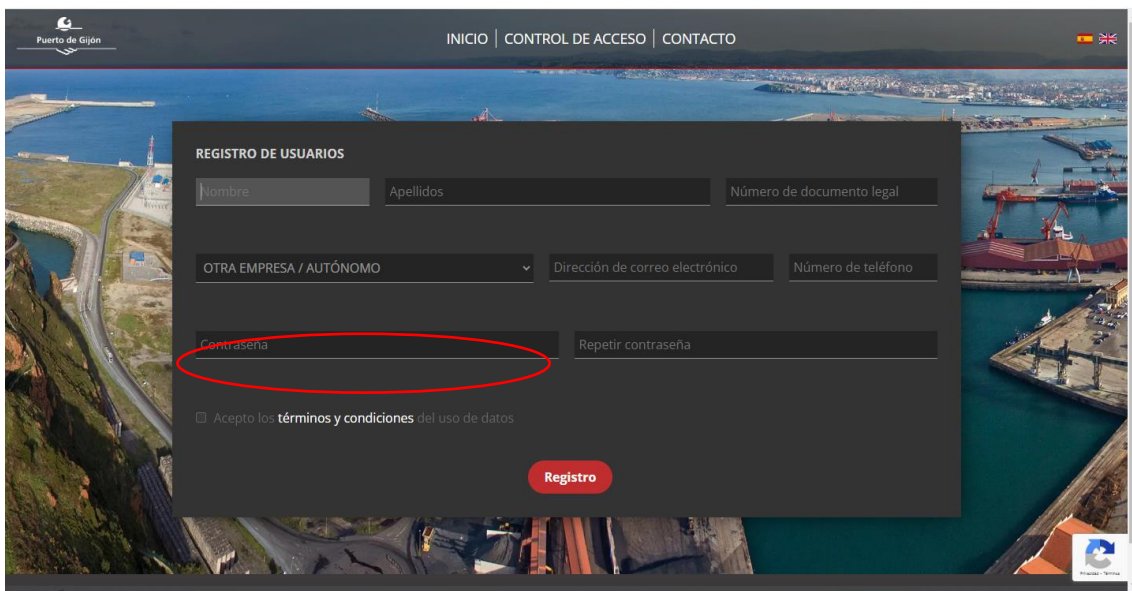 Puerto de Gijón
INICIO | CONTROL DE ACCESO | CONTACTO
REGISTRO DE USUARIOS
Nombre
Apellidos
Número de documento legal
OTRA EMPRESA / AUTÓNOMO
Dirección de correo electrónico
Número de teléfono
Contraseña
Repetir contraseña
Acepto los términos y condiciones del uso de datos
Registro
Privacidad - Términos